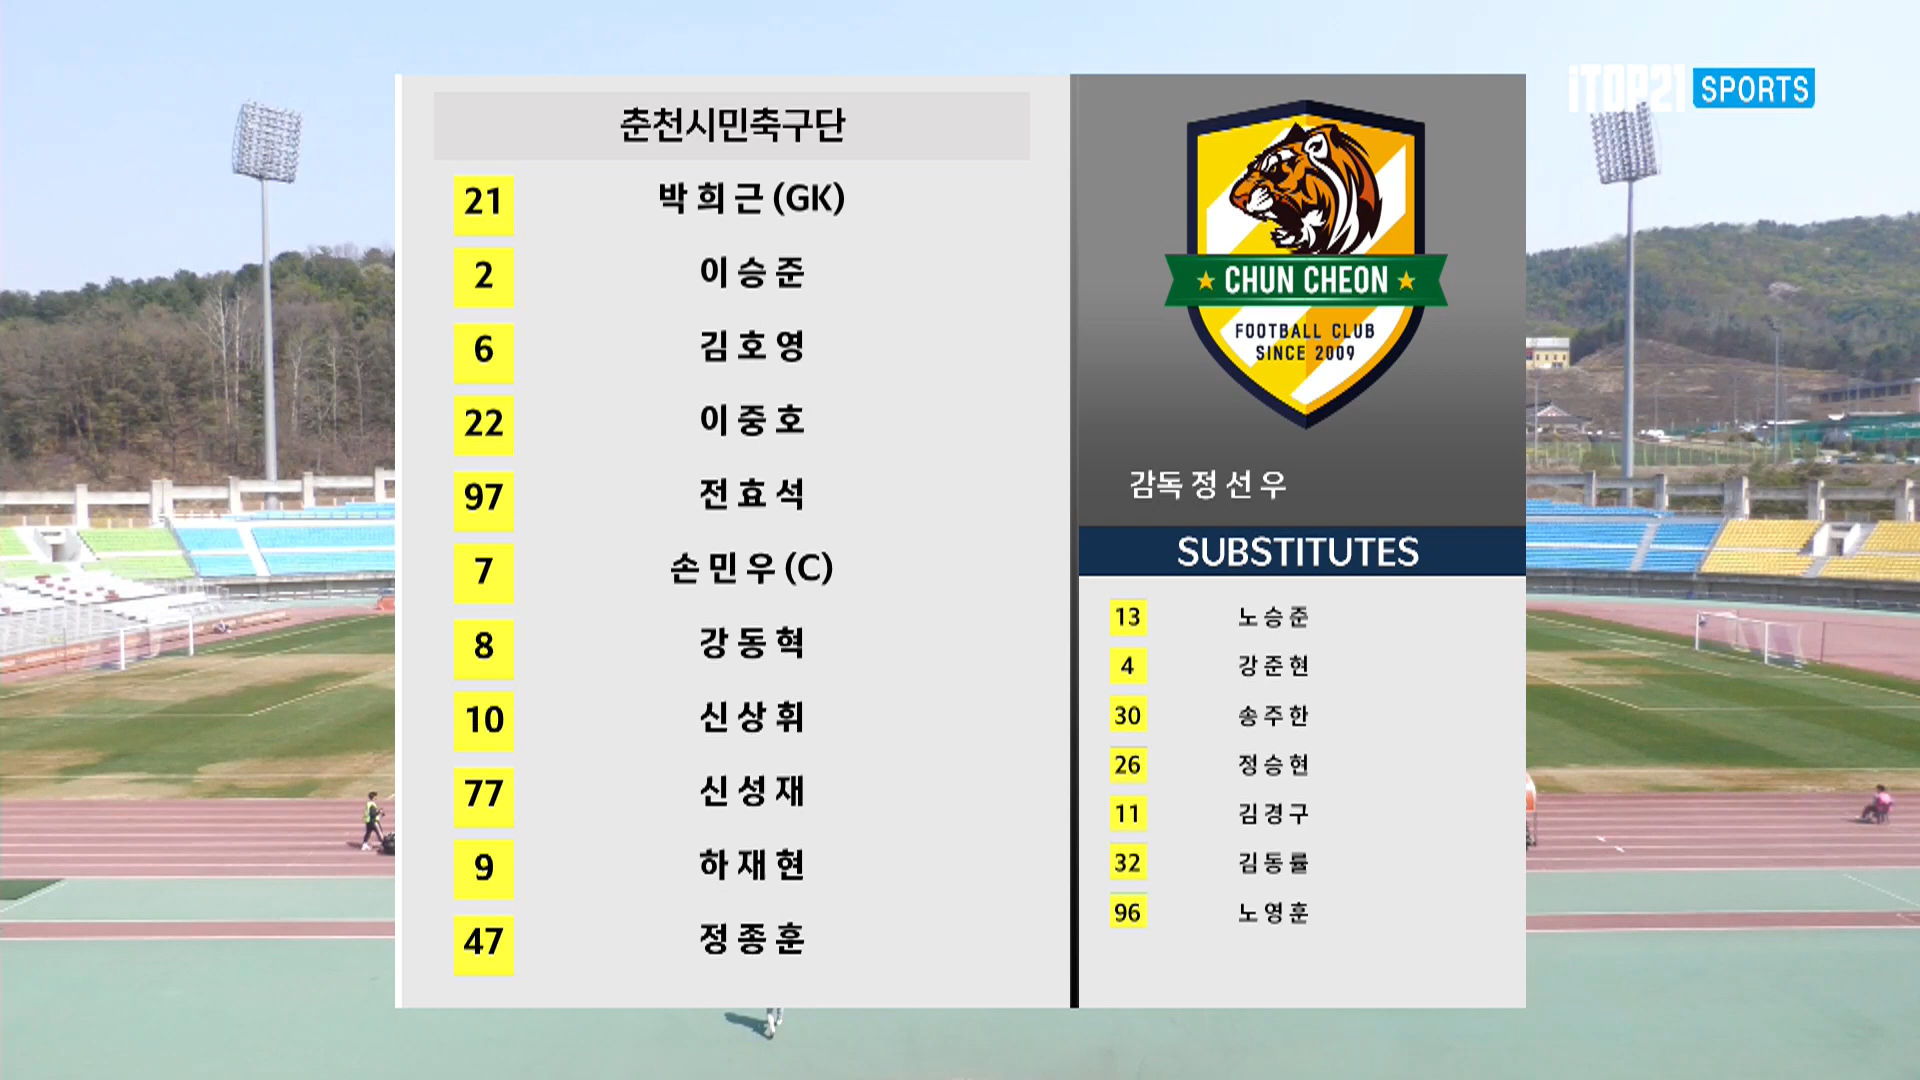 iTOP21 SPORTS
춘천시민축구단
21 박희근(GK)
2 이승준
6 김호영
22 이중호
97 전효석
7 손민우(C)
8 강동혁
10 신상휘
77 신성재
9 하재현
47 정종훈
CHUN CHEON
FOOTBALL CLUB
SINCE 2009
감독 정선우
SUBSTITUTES
13 노승준
4 강준현
30 송주한
26 정승현
11 김경구
32 김동률
96 노영훈